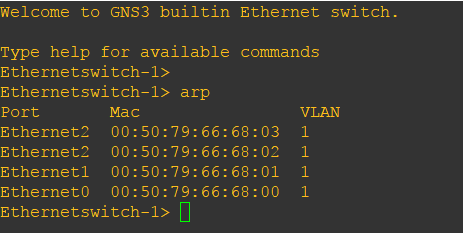 Welcome to GNS3 builtin Ethernet switch.
Type help for available commands
Ethernetswitch-1>
Ethernetswitch-1> arp
Port Mac VLAN
Ethernet2 00:50:79:66:68:03 1
Ethernet2 00:50:79:66:68:02 1
Ethernet1 00:50:79:66:68:01 1
Ethernet0 00:50:79:66:68:00 1
Ethernetswitch-1>